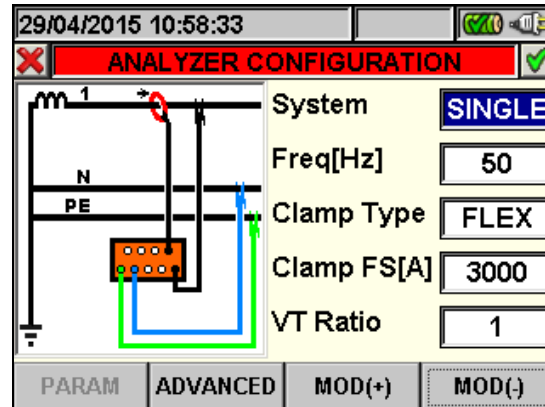 29/04/2015 10:58:33
ANALYZER CONFIGURATION
1
N
PE
System SINGLE
Freq[Hz] 50
Clamp Type FLEX
Clamp FS[A] 3000
VT Ratio 1
PARAM ADVANCED MOD(+) MOD(-)